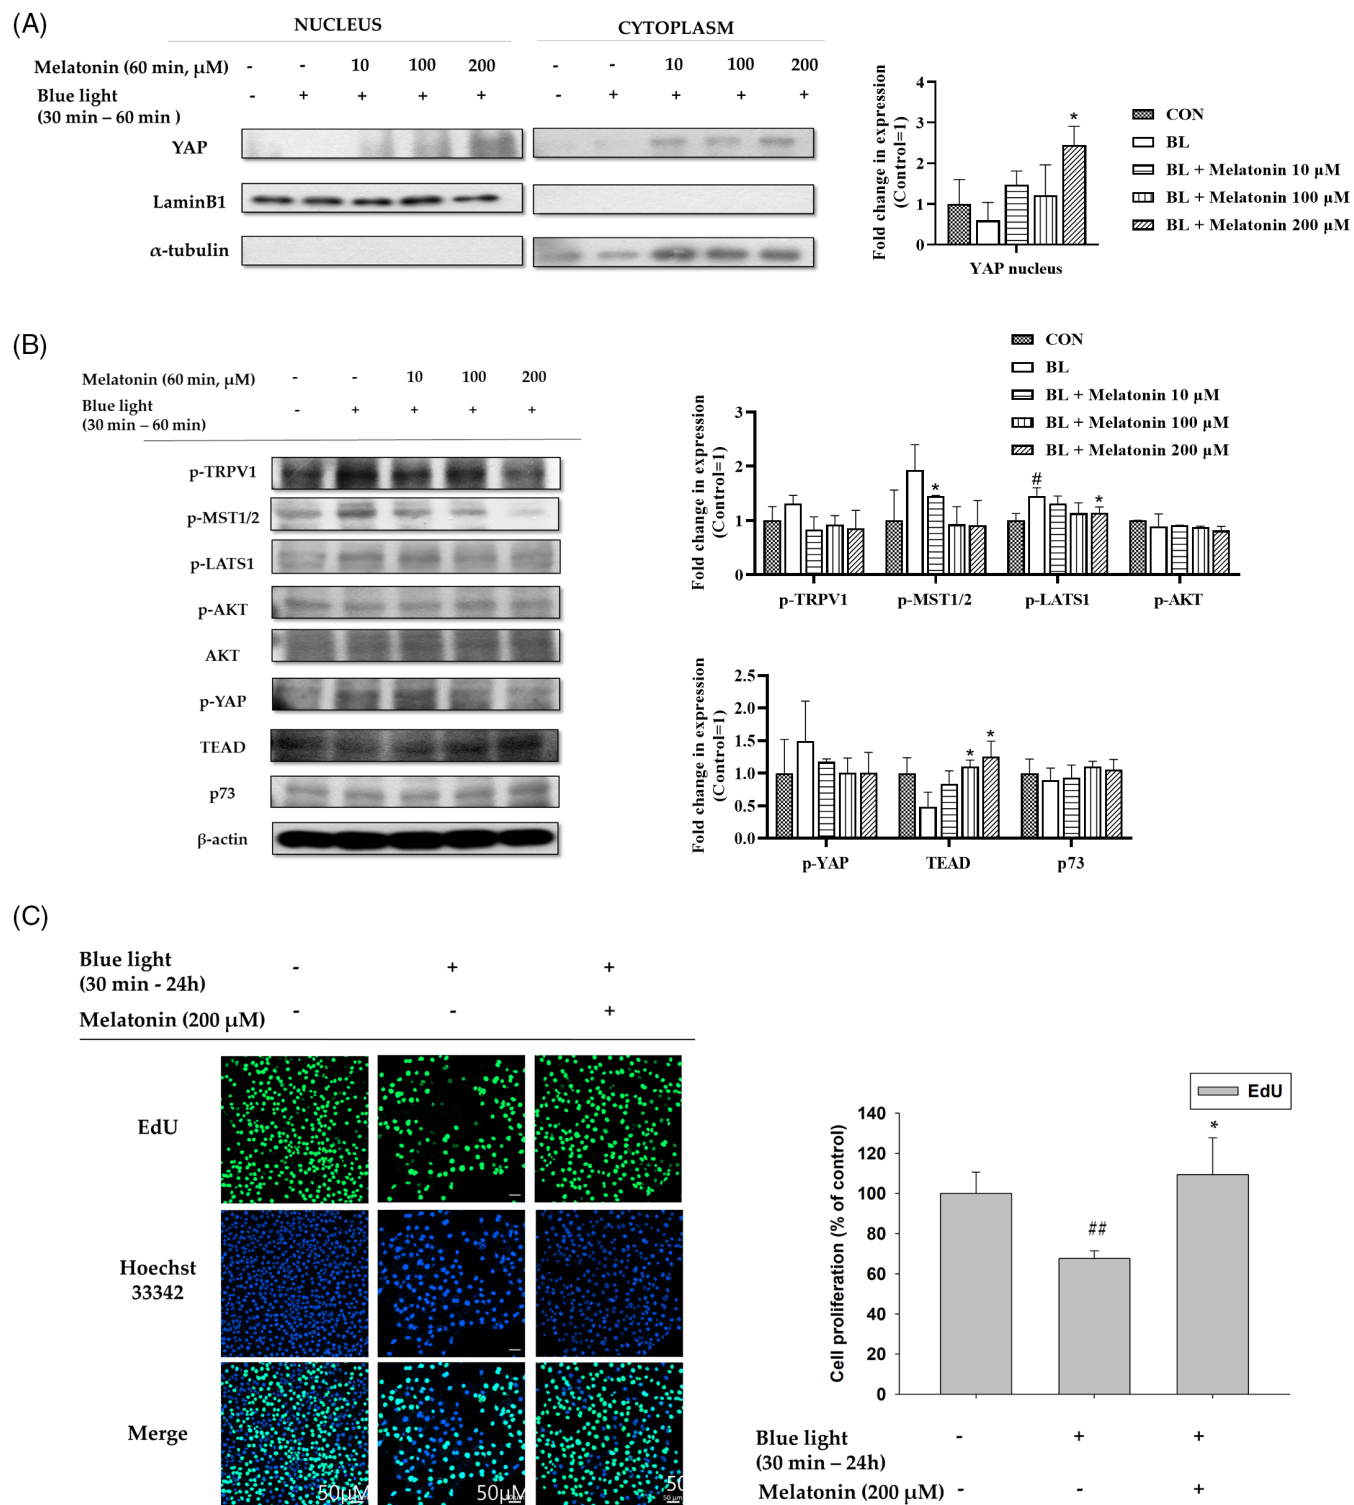 (A)
NUCLEUS
CYTOPLASM
Melatonin (60 min, μM) - - 10 100 200 - - 10 100 200
Blue light - + + + + - + + + +
(30 min – 60 min )
YAP
LaminB1
α-tubulin
Fold change in expression
(Control=1)
4
3
2
1
0
*
YAP nucleus
CON
BL
BL + Melatonin 10 μM
BL + Melatonin 100 μM
BL + Melatonin 200 μM
(B)
Melatonin (60 min, μM) - - 10 100 200
Blue light - + + + +
(30 min – 60 min)
p-TRPV1
p-MST1/2
p-LATS1
p-AKT
AKT
p-YAP
TEAD
p73
β-actin
CON
BL
BL + Melatonin 10 μM
BL + Melatonin 100 μM
BL + Melatonin 200 μM
Fold change in expression
(Control=1)
3
2
1
0
* # *
p-TRPV1 p-MST1/2 p-LATS1 p-AKT
Fold change in expression
(Control=1)
2.5
2.0
1.5
1.0
0.5
0.0
* *
p-YAP TEAD p73
(C)
Blue light - + +
(30 min - 24h)
Melatonin (200 μM) - - +
EdU
Hoechst
33342
Merge
50μM 50μM 50
50 μm
EdU
Cell proliferation (% of control)
140
120
100
80
60
40
20
0
## *
Blue light - + +
(30 min – 24h)
Melatonin (200 μM) - - +